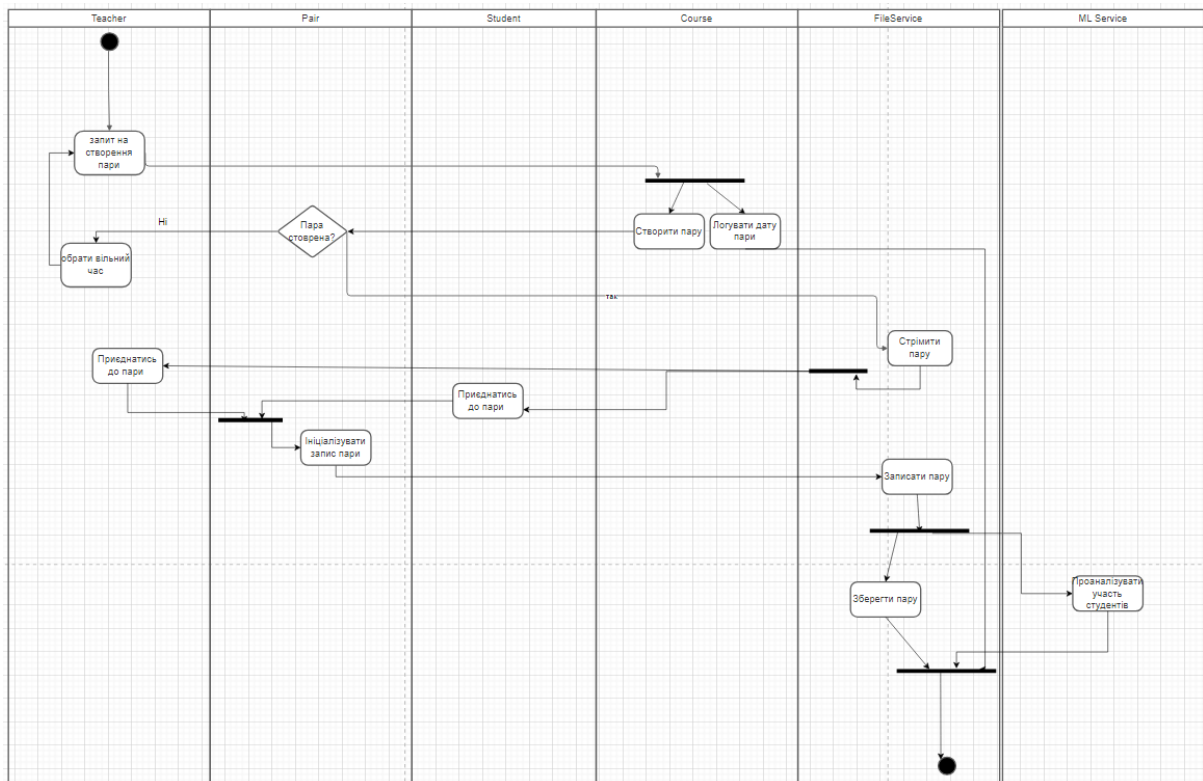 Teacher
Pair
Student
Course
FileService
ML Service
запит на
створення
пари
Ні
Пара
стоврена?
Створити пару
Логувати дату
пари
обрати вільний
час
так
Стрімити
пару
Приєднатись
до пари
Приєднатись
до пари
Ініціалізувати
запис пари
Записати пару
Зберегти пару
Проаналізувати
участь
студентів